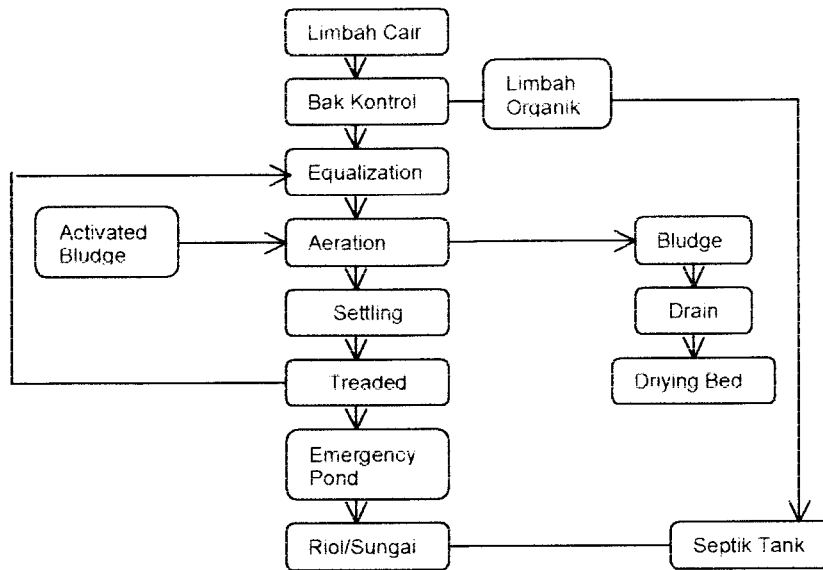 Limbah Cair
Bak Kontrol
Limbah
Organik
Equalization
Activated
Bludge
Aeration
Bludge
Settling
Drain
Treaded
Driying Bed
Emergency
Pond
Riol/Sungai
Septik Tank